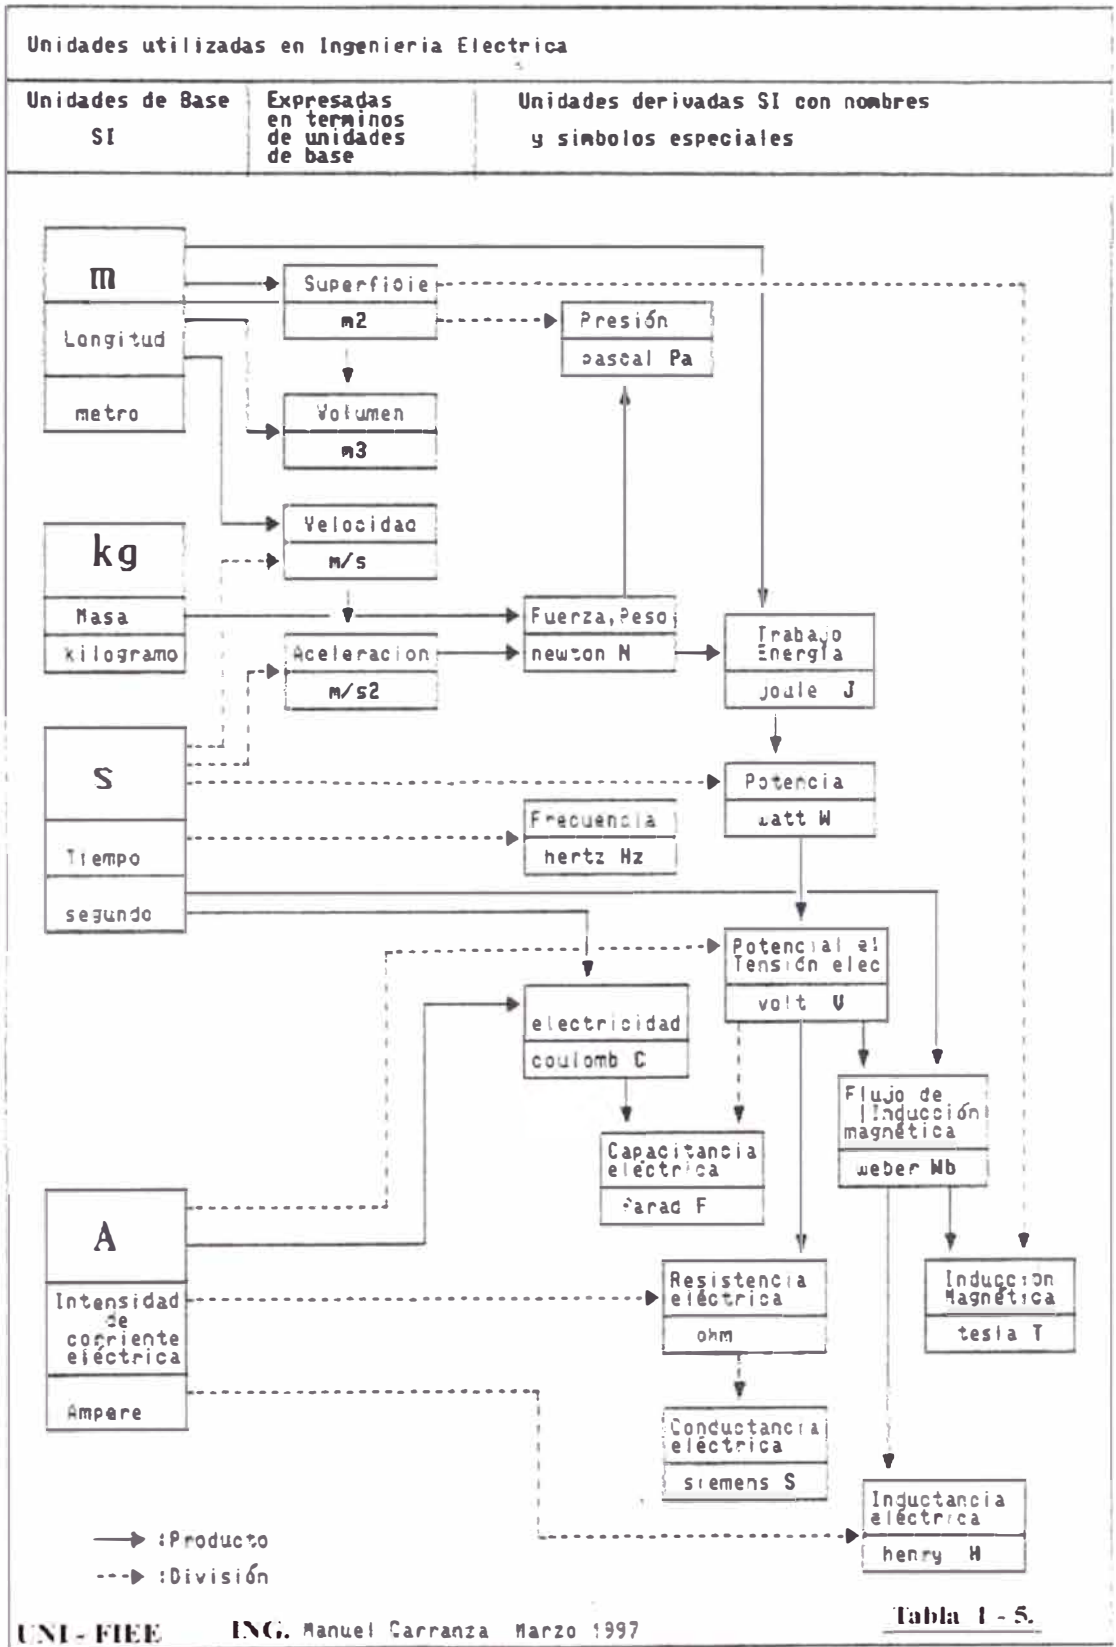 Unidades utilizadas en Ingenieria Electrica
Unidades de Base
SI
Expresadas
en terminos
de unidades
de base
Unidades derivadas SI con nombres
y simbolos especiales
m
Longitud
metro
Superficie
m2
Presión
pascal Pa
Volumen
m3
kg
Masa
kilogramo
Velocidad
m/s
Aceleracion
m/s2
Fuerza,Peso
newton N
Trabajo
Energía
joule J
s
Tiempo
segundo
Potencia
watt W
Frecuencia
hertz Hz
Potencial el
Tensión elec
volt V
electricidad
coulomb C
Flujo de
Inducción
magnética
weber Wb
Capacitancia
eléctrica
farad F
A
Intensidad
de
corriente
eléctrica
Ampere
Resistencia
eléctrica
ohm
Inducción
Magnética
tesla T
Conductancia
eléctrica
siemens S
Inductancia
eléctrica
henry H
:Producto
:División
UNI - FIEE ING. Manuel Carranza Marzo 1997
Tabla 1 - 5.